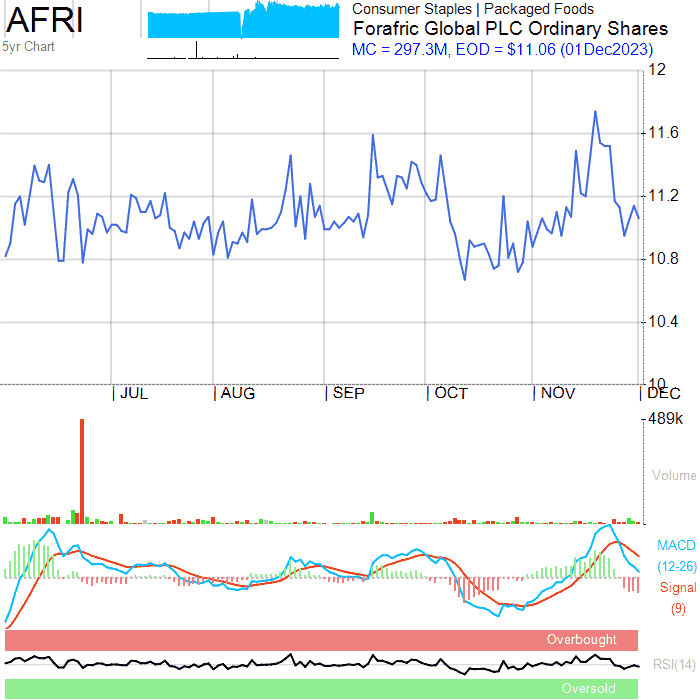 AFRI
5yr Chart
Consumer Staples | Packaged Foods
Forafric Global PLC Ordinary Shares
MC = 297.3M, EOD = $11.06 (01Dec2023)
12
11.6
11.2
10.8
10.4
10
| JUL
| AUG
| SEP
| OCT
| NOV
| DEC
489k
Volume
MACD
(12-26)
Signal
(9)
Overbought
RSI(14)
Oversold